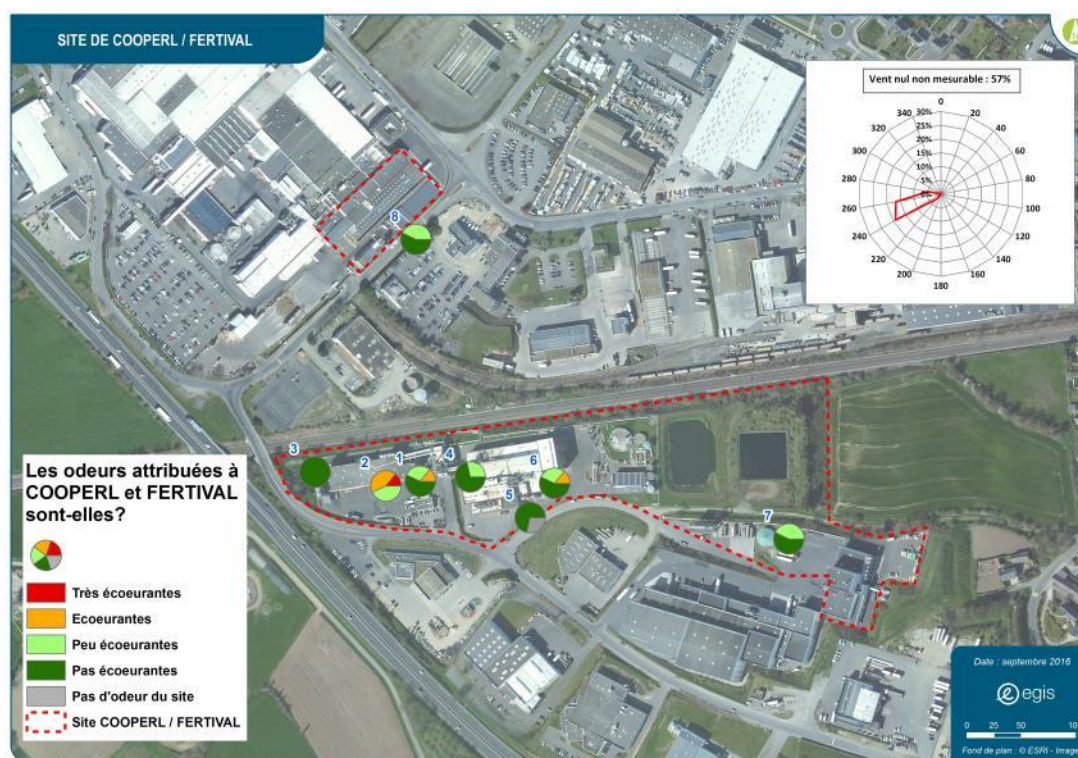 SITE DE COOPERL / FERTIVAL
N
Vent nul non mesurable : 57%
0
20
40
60
80
100
120
140
160
180
200
220
240
260
280
300
320
340
30%
25%
20%
15%
10%
5%
0%
8
3
2
1
4
6
5
7
Les odeurs attribuées à
COOPERL et FERTIVAL
sont-elles?
Très écoeurantes
Ecoeurantes
Peu écoeurantes
Pas écoeurantes
Pas d'odeur du site
Site COOPERL / FERTIVAL
Date : septembre 2016
egis
0 25 50 10
Fond de plan : © ESRI - Image